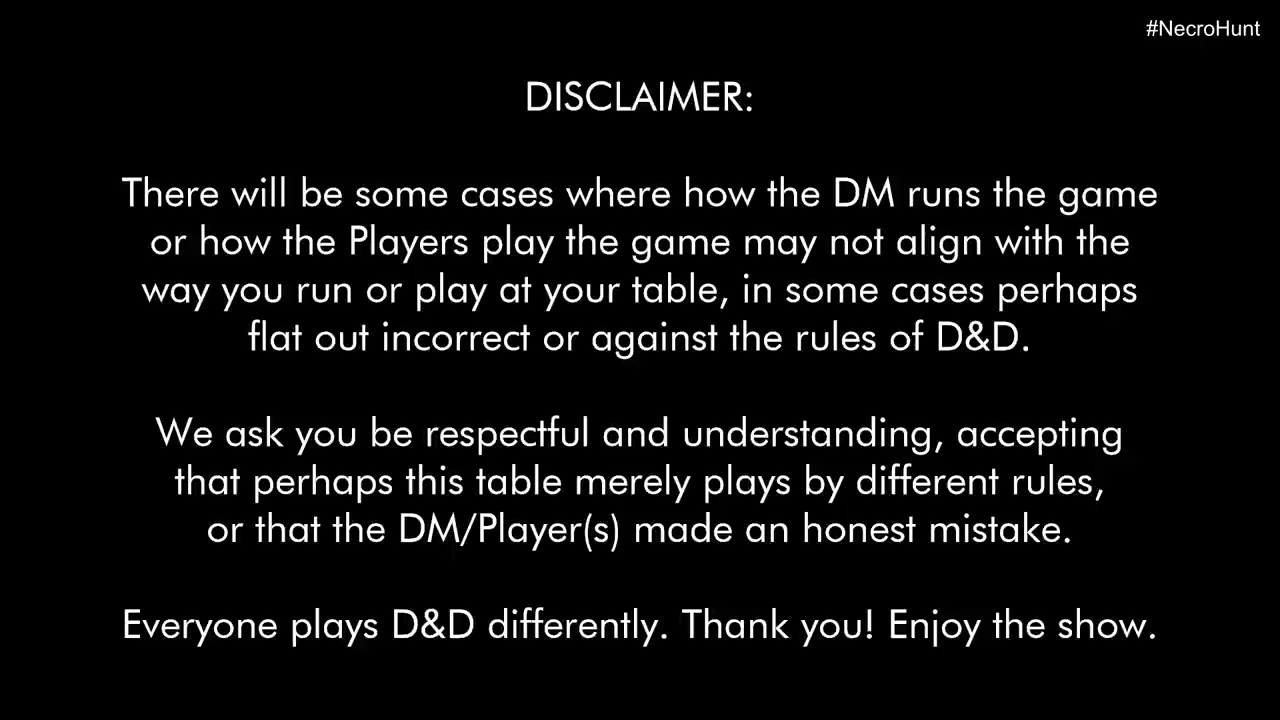 #NecroHunt
DISCLAIMER:
There will be some cases where how the DM runs the game
or how the Players play the game may not align with the
way you run or play at your table, in some cases perhaps
flat out incorrect or against the rules of D&D.
We ask you be respectful and understanding, accepting
that perhaps this table merely plays by different rules,
or that the DM/Player(s) made an honest mistake.
Everyone plays D&D differently. Thank you! Enjoy the show.